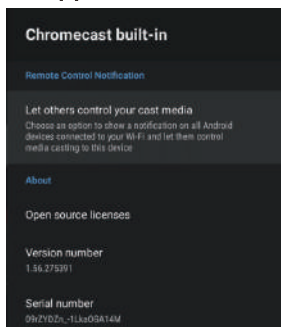 Chromecast built-in
Remote Control Notification
Let others control your cast media
Choose an option to show a notification on all Android
devices connected to your Wi-Fi and let them control
media casting to this device
About
Open source licenses
Version number
1.56.275391
Serial number